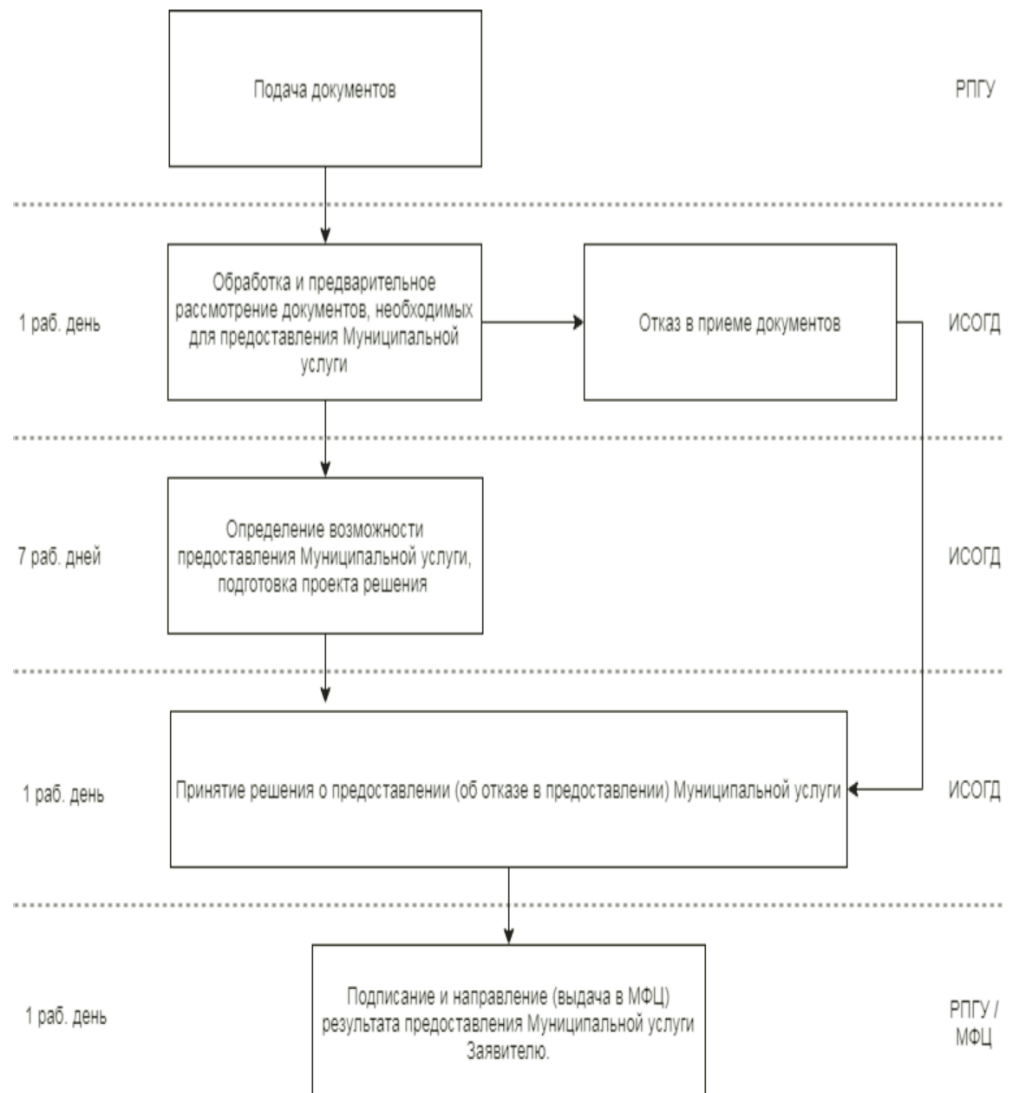 Подача документов
РПГУ
1 раб. день
Обработка и предварительное
рассмотрение документов, необходимых
для предоставления Муниципальной
услуги
Отказ в приеме документов
ИСОГД
7 раб. дней
Определение возможности
предоставления Муниципальной услуги,
подготовка проекта решения
ИСОГД
1 раб. день
Принятие решения о предоставлении (об отказе в предоставлении) Муниципальной услуги
ИСОГД
1 раб. день
Подписание и направление (выдача в МФЦ)
результата предоставления Муниципальной услуги
Заявителю.
РПГУ /
МФЦ